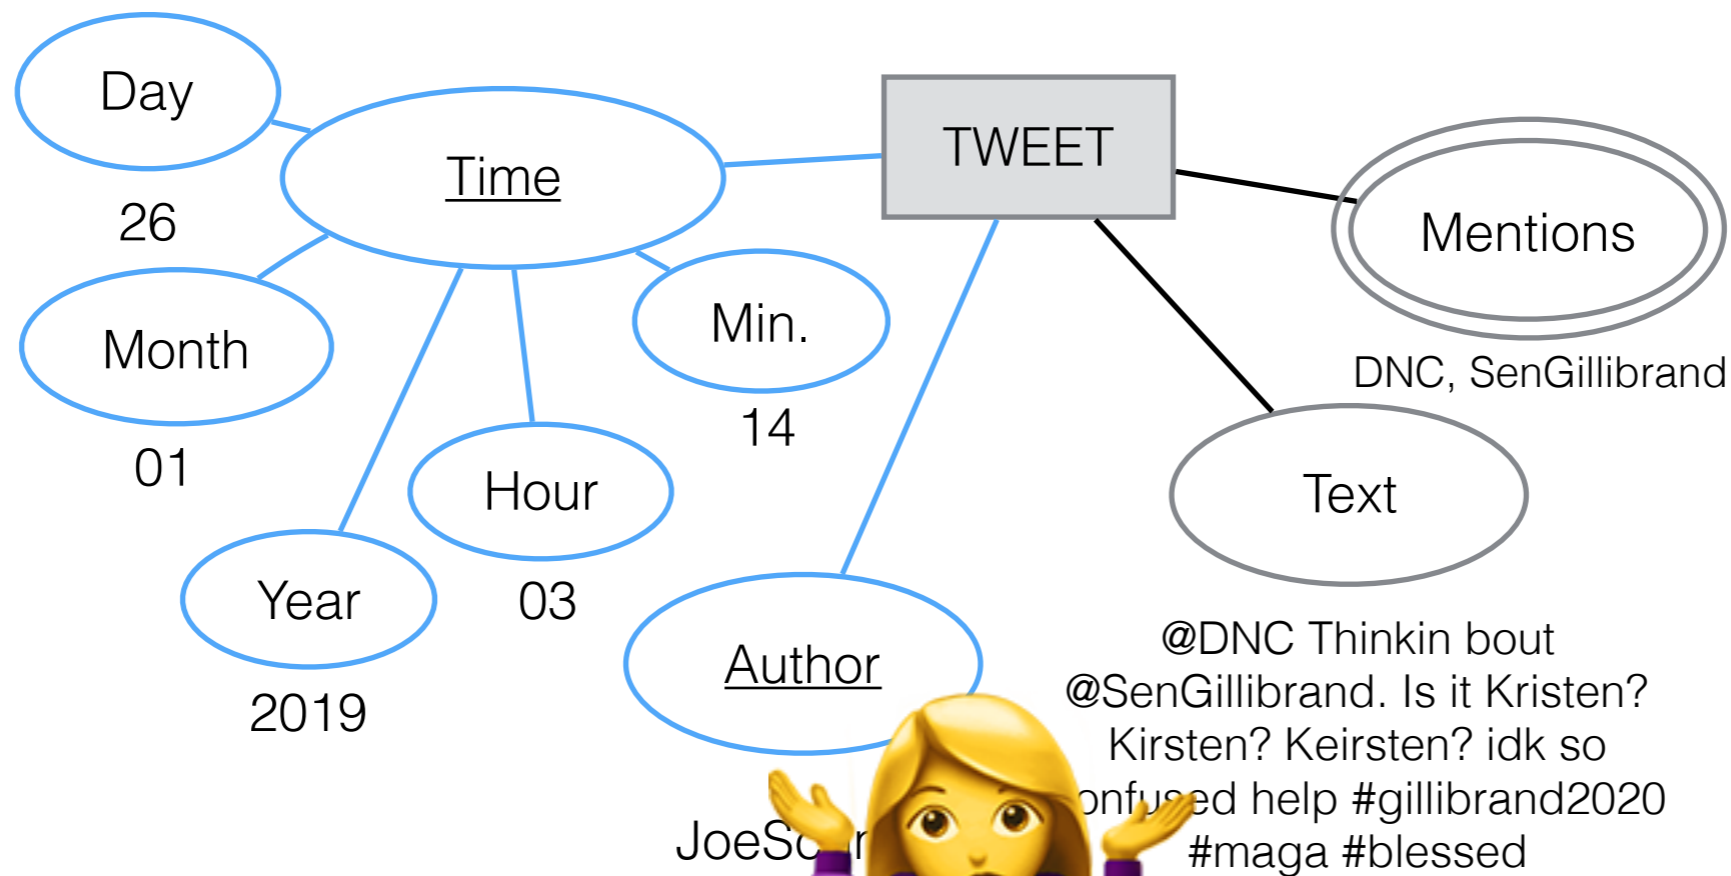 Day
26
Time
TWEET
Mentions
DNC, SenGillibrand
Month
01
Min.
14
Hour
03
Year
2019
Author
Text
@DNC Thinkin bout
@SenGillibrand. Is it Kristen?
Kirsten? Keirsten? idk so
help #gillibrand2020
#maga #blessed